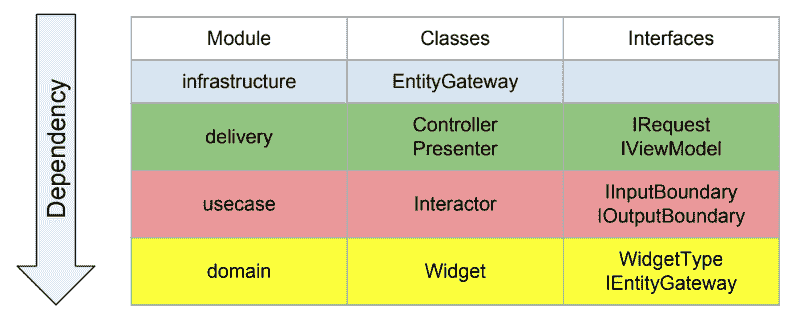 Dependency
Module Classes Interfaces
infrastructure EntityGateway
delivery Controller IRequest
Presenter IViewModel
usecase Interactor IInputBoundary
IOutputBoundary
domain Widget WidgetType
IEntityGateway